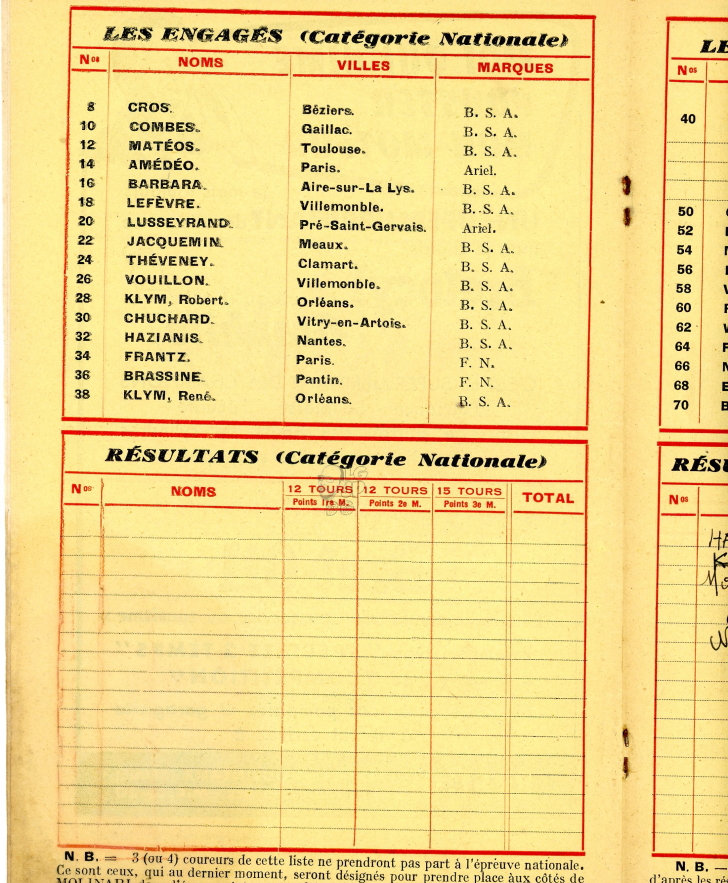 LES ENGAGÉS (Catégorie Nationale)
Nos NOMS VILLES MARQUES
8 CROS. Béziers. B. S. A.
10 COMBES. Gaillac. B. S. A.
12 MATÉOS. Toulouse. B. S. A.
14 AMÉDÉO. Paris. Ariel.
16 BARBARA. Aire-sur-La Lys. B. S. A.
18 LEFÈVRE. Villemonble. B. S. A.
20 LUSSEYRAND. Pré-Saint-Gervais. Ariel.
22 JACQUEMIN. Meaux. B. S. A.
24 THÉVENEY. Clamart. B. S. A.
26 VOUILLON. Villemonble. B. S. A.
28 KLYM, Robert. Orléans. B. S. A.
30 CHUCHARD. Vitry-en-Artois. B. S. A.
32 HAZIANIS. Nantes. B. S. A.
34 FRANTZ. Paris. F. N.
36 BRASSINE. Pantin. F. N.
38 KLYM, René. Orléans. B. S. A.
RÉSULTATS (Catégorie Nationale)
Nos NOMS 12 TOURS 12 TOURS 15 TOURS TOTAL
Points 1re M. Points 2e M. Points 3e M.
N. B. — 3 (ou 4) coureurs de cette liste ne prendront pas part à l'épreuve nationale.
Ce sont ceux, qui au dernier moment, seront désignés pour prendre place aux côtés de
MOLINARI
LE
Nos
40
50
52
54
56
58
60
62
64
66
68
70
RÉSU
Nos
N. B. —
d'après les ré